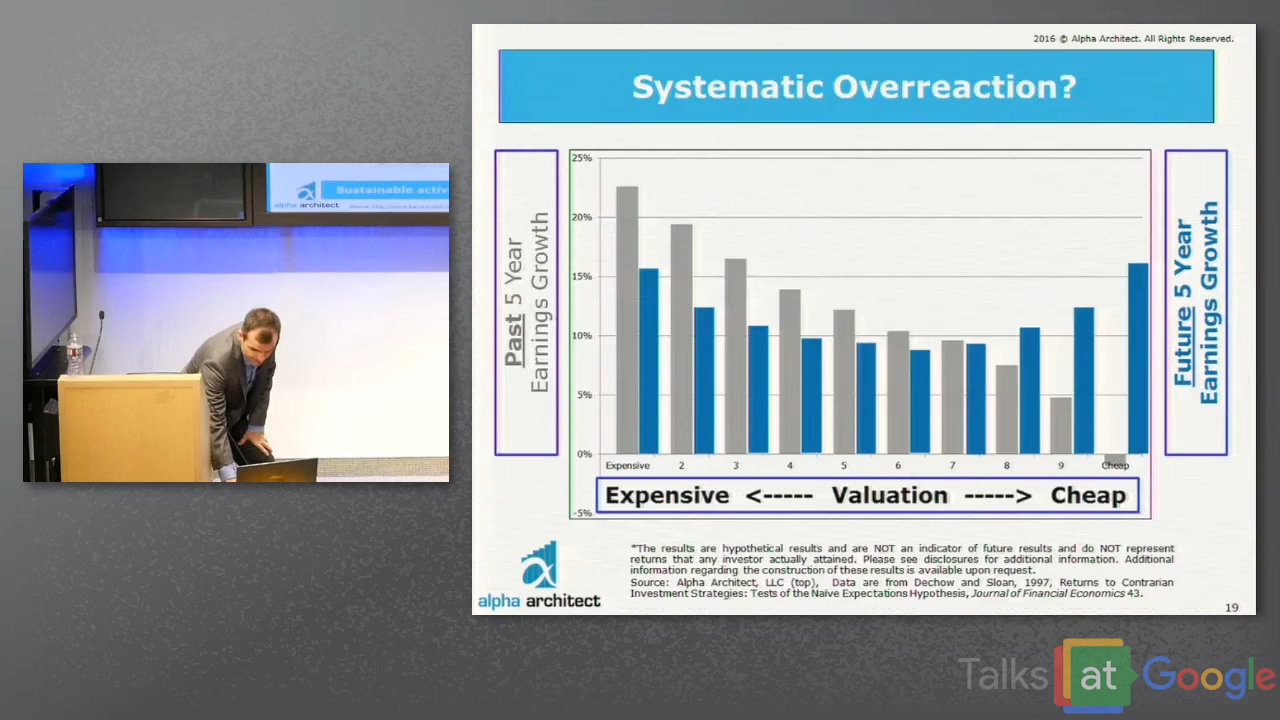 2016 © Alpha Architect. All Rights Reserved.
Systematic Overreaction?
Past 5 Year
Earnings Growth
25%
20%
15%
10%
5%
0%
-5%
Expensive 2 3 4 5 6 7 8 9 Cheap
Expensive <----- Valuation -----> Cheap
Future 5 Year
Earnings Growth
*The results are hypothetical results and are NOT an indicator of future results and do NOT represent
returns that any investor actually attained. Please see disclosures for additional information. Additional
information regarding the construction of these results is available upon request.
Source: Alpha Architect, LLC (top), Data are from Dechow and Sloan, 1997, Returns to Contrarian
Investment Strategies: Tests of the Naive Expectations Hypothesis, Journal of Financial Economics 43.
alpha architect
19
Sustainable activ
alpha architect
Talks at Google